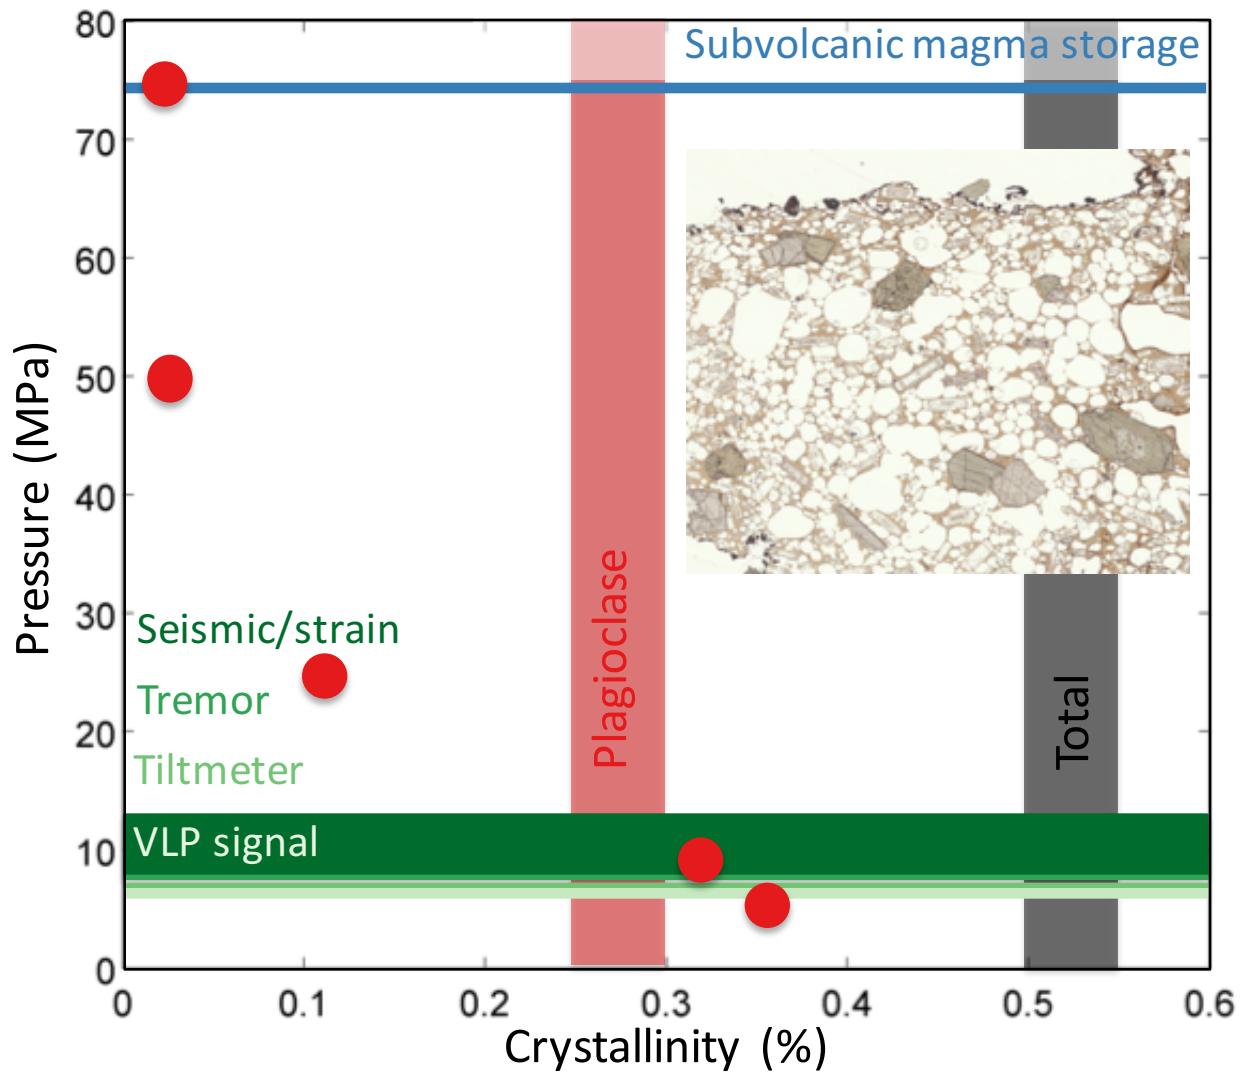 80
70
60
50
40
30
20
10
0
Pressure (MPa)
Subvolcanic magma storage
Seismic/strain
Tremor
Tiltmeter
VLP signal
Plagioclase
Total
0
0.1
0.2
0.3
0.4
0.5
0.6
Crystallinity (%)